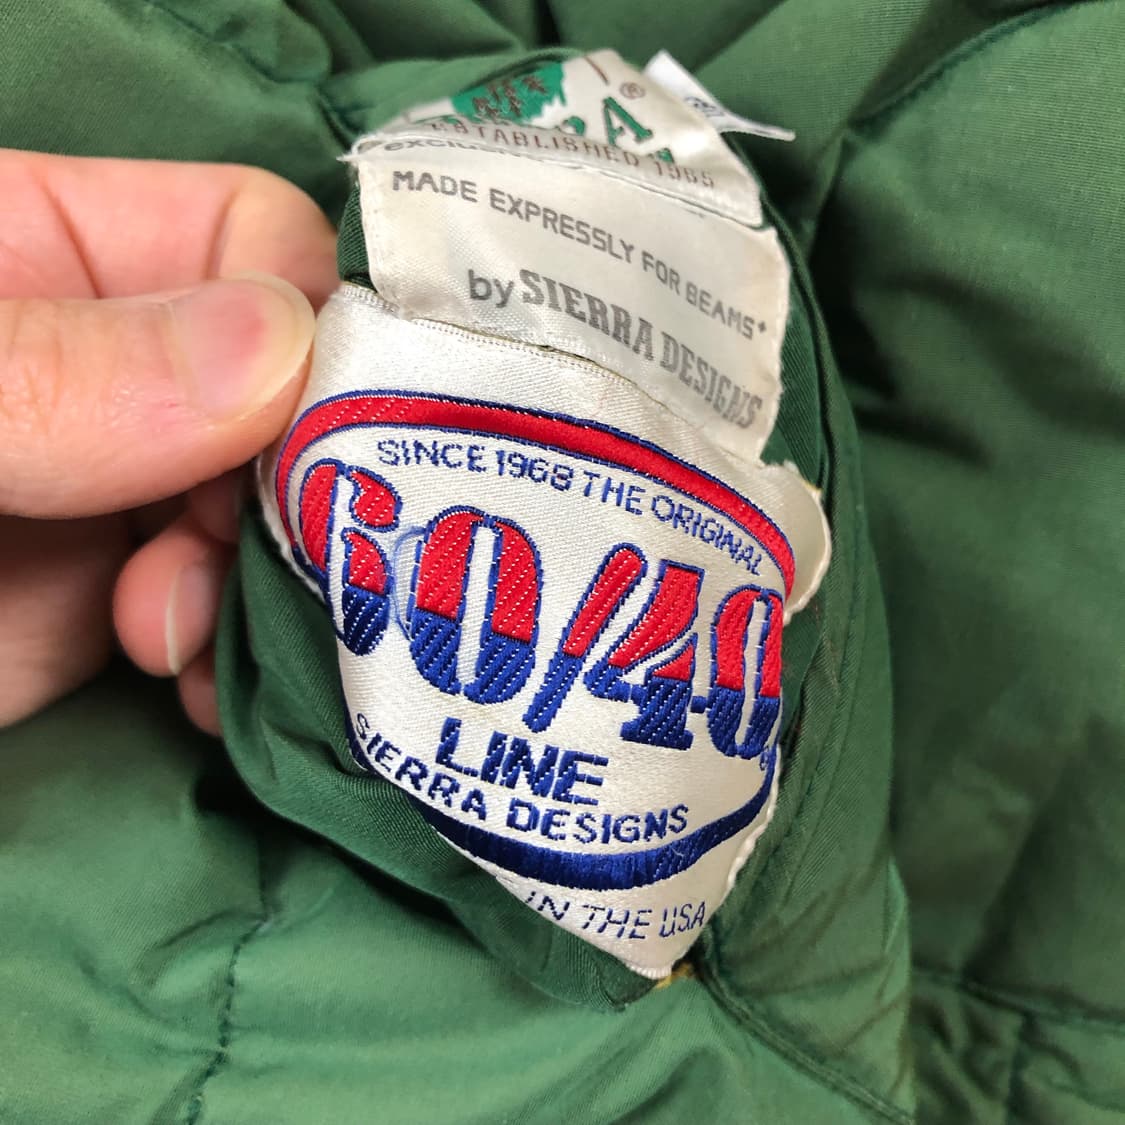 ®
ESTABLISHED 1965
MADE EXPRESSLY FOR BEAMS+
by SIERRA DESIGNS
SINCE 1968 THE ORIGINAL
60/40
LINE
SIERRA DESIGNS
IN THE USA